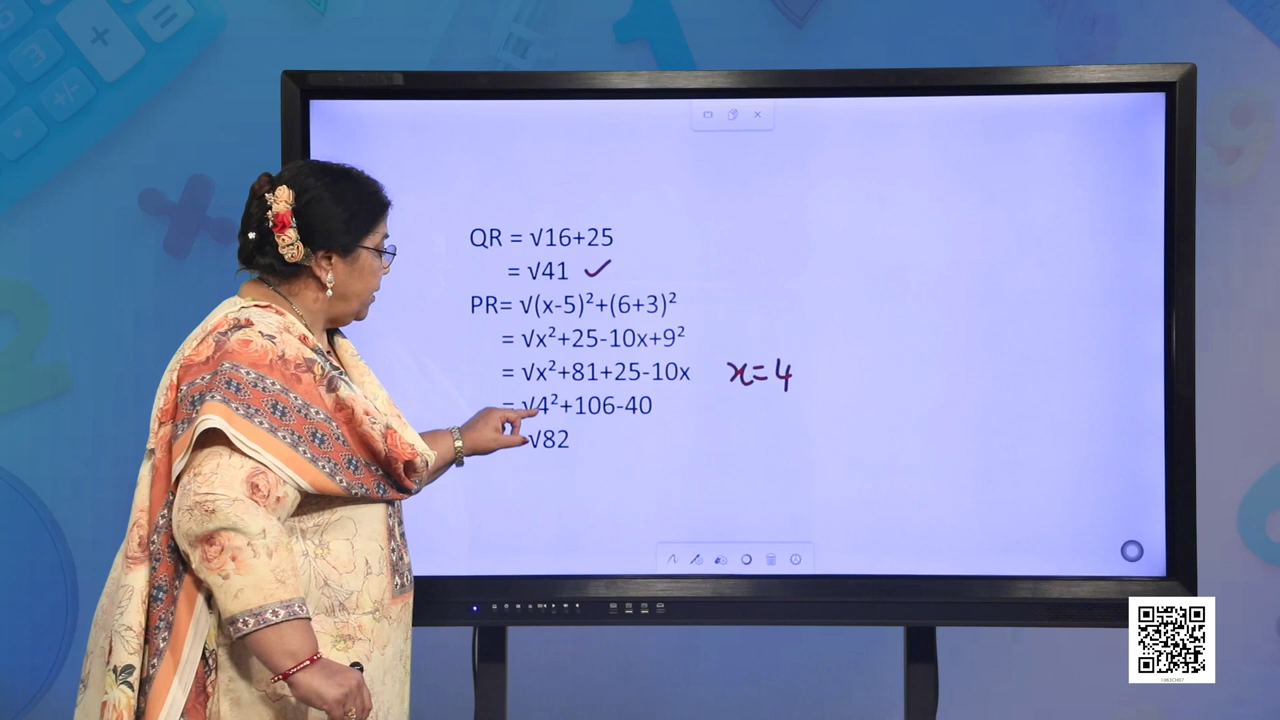 QR = √16+25
= √41 ✓
PR= √(x-5)²+(6+3)²
= √x²+25-10x+9²
= √x²+81+25-10x
x=4
= √4²+106-40
√82
1063CH07